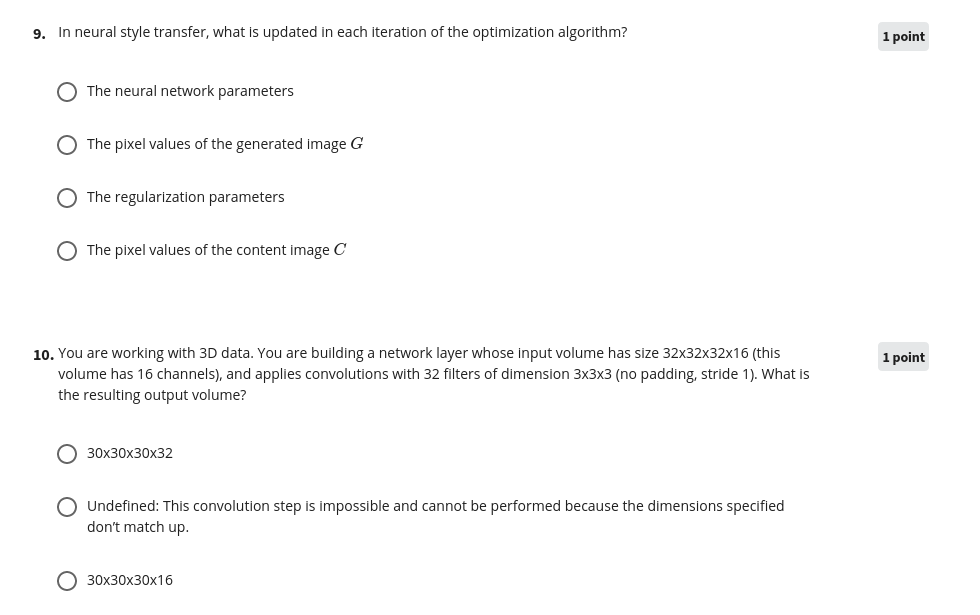 9. In neural style transfer, what is updated in each iteration of the optimization algorithm?
1 point
The neural network parameters
The pixel values of the generated image G
The regularization parameters
The pixel values of the content image C
10. You are working with 3D data. You are building a network layer whose input volume has size 32x32x32x16 (this
1 point
volume has 16 channels), and applies convolutions with 32 filters of dimension 3x3x3 (no padding, stride 1). What is
the resulting output volume?
30x30x30x32
Undefined: This convolution step is impossible and cannot be performed because the dimensions specified
don’t match up.
30x30x30x16